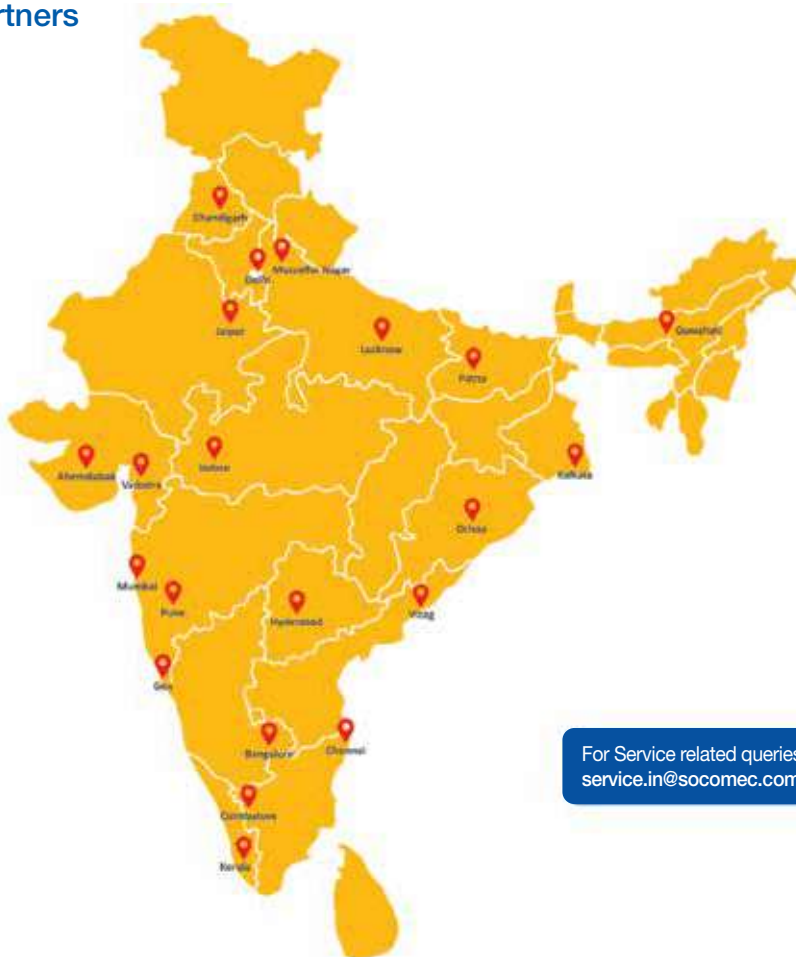 rtners
Chandigarh
Delhi
Muzaffar Nagar
Jaipur
Lucknow
Patna
Guwahati
Ahemdabad
Vadodra
Indore
Kolkata
Orissa
Mumbai
Pune
Hyderabad
Vizag
Goa
Bangalore
Chennai
Coimbatore
Kerala
For Service related queries
service.in@socomec.com